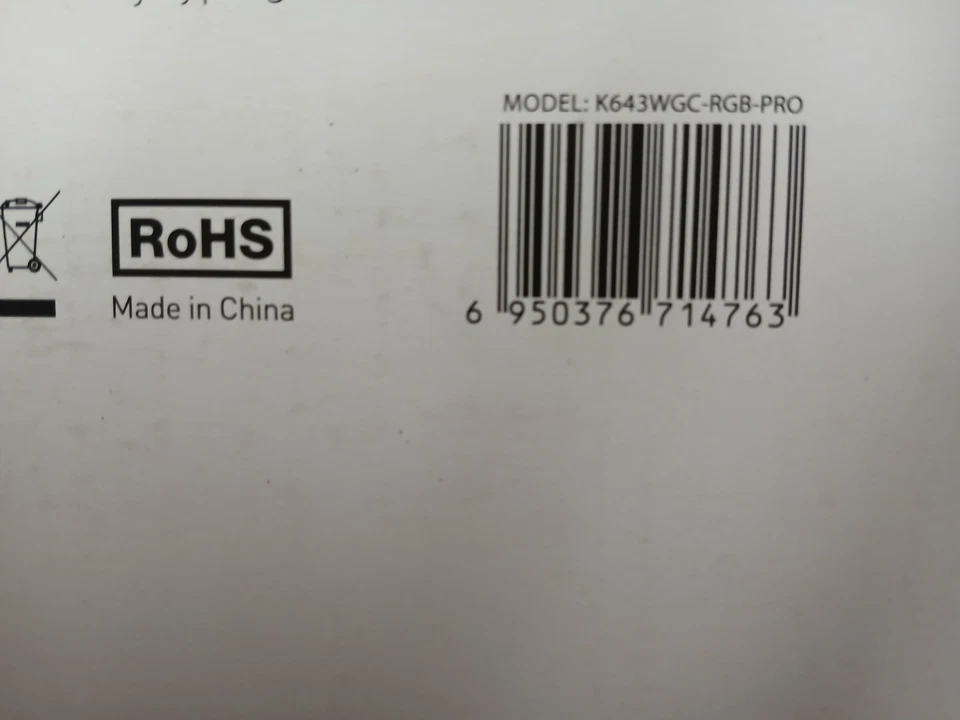 MODEL: K643WGC-RGB-PRO
RoHS
Made in China
6 950376 714763